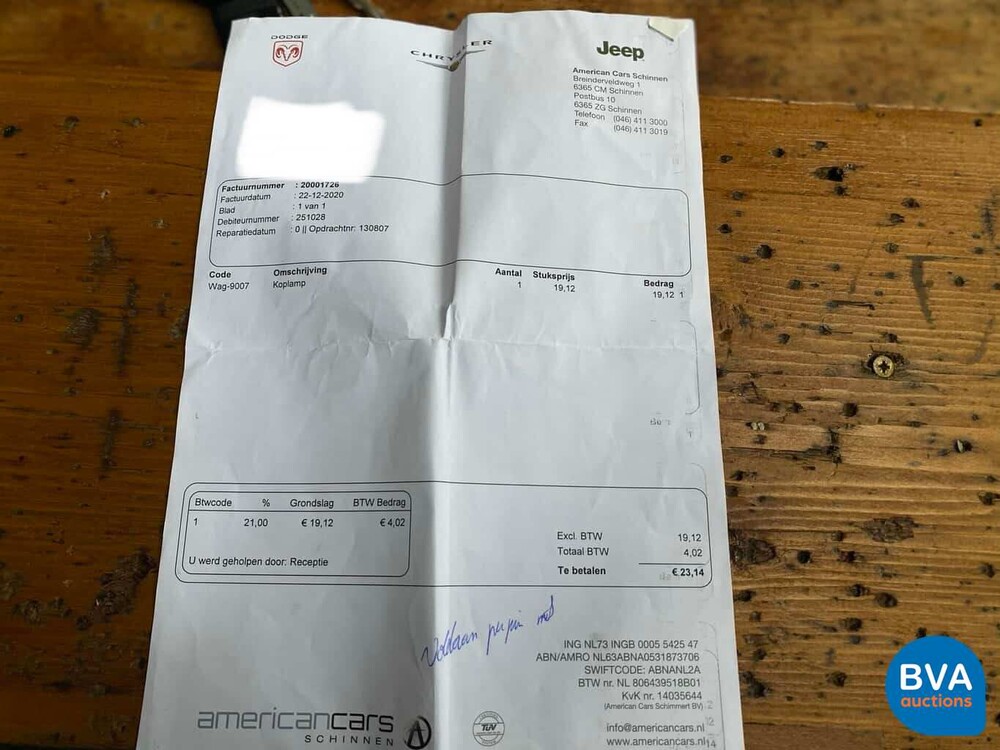 DODGE
CHRYSLER
Jeep
American Cars Schinnen
Breinderveldweg 1
6365 CM Schinnen
Postbus 10
6365 ZG Schinnen
Telefoon (046) 411 3000
Fax (046) 411 3019
Factuurnummer : 20001726
Factuurdatum : 22-12-2020
Blad : 1 van 1
Debiteurnummer : 251028
Reparatiedatum : 0 || Opdrachtnr: 130807
Code Omschrijving Aantal Stuksprijs Bedrag
Wag-9007 Koplamp 1 19,12 19,12 1
Btwcode % Grondslag BTW Bedrag
1 21,00 € 19,12 € 4,02
U werd geholpen door: Receptie
Excl. BTW 19,12
Totaal BTW 4,02
Te betalen € 23,14
Voldaan per pin
ING NL73 INGB 0005 5425 47
ABN/AMRO NL63ABNA0531873706
SWIFTCODE: ABNANL2A
BTW nr. NL 806439518B01
KvK nr. 14035644
(American Cars Schimmert BV)
info@americancars.nl
www.americancars.nl
americancars
SCHINNEN
TÜV
BVA
auctions